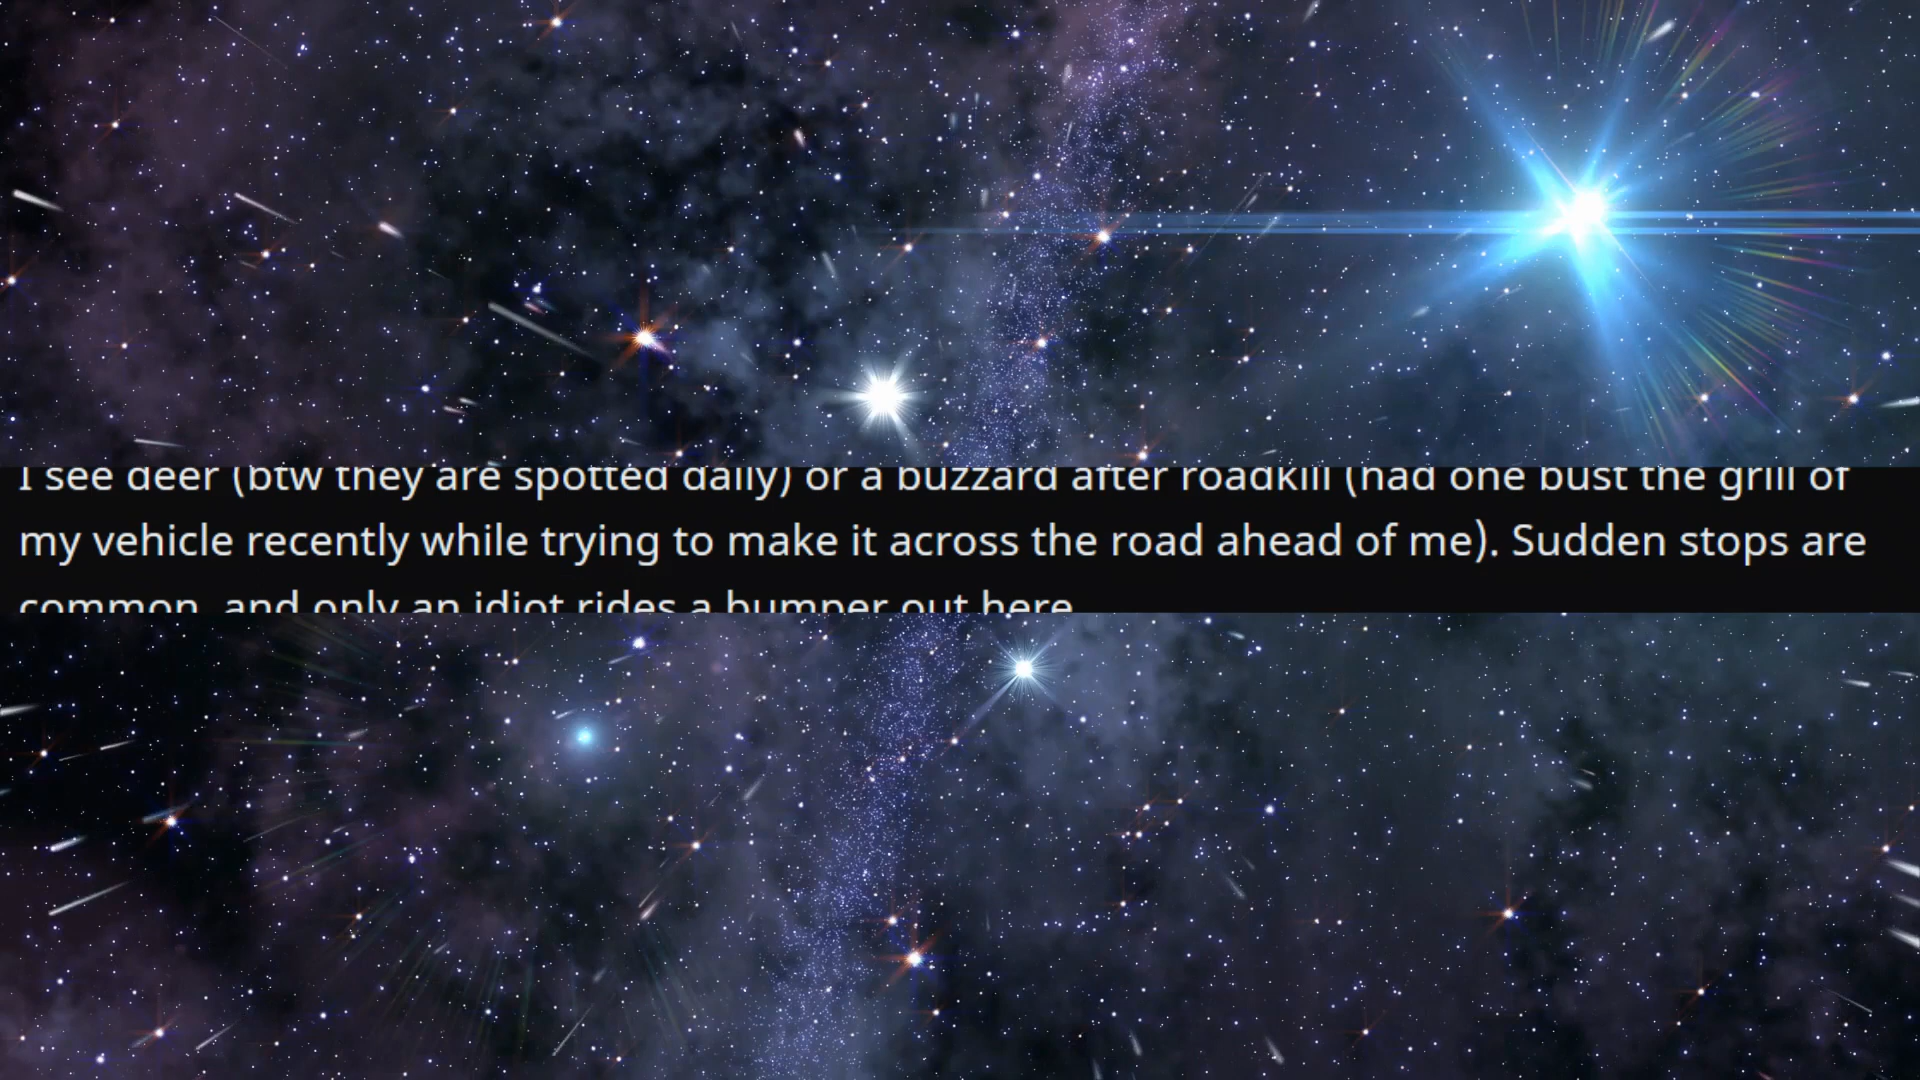 I see deer (btw they are spotted daily) or a buzzard after roadkill (had one bust the grill of
my vehicle recently while trying to make it across the road ahead of me). Sudden stops are
common, and only an idiot rides a bumper out here